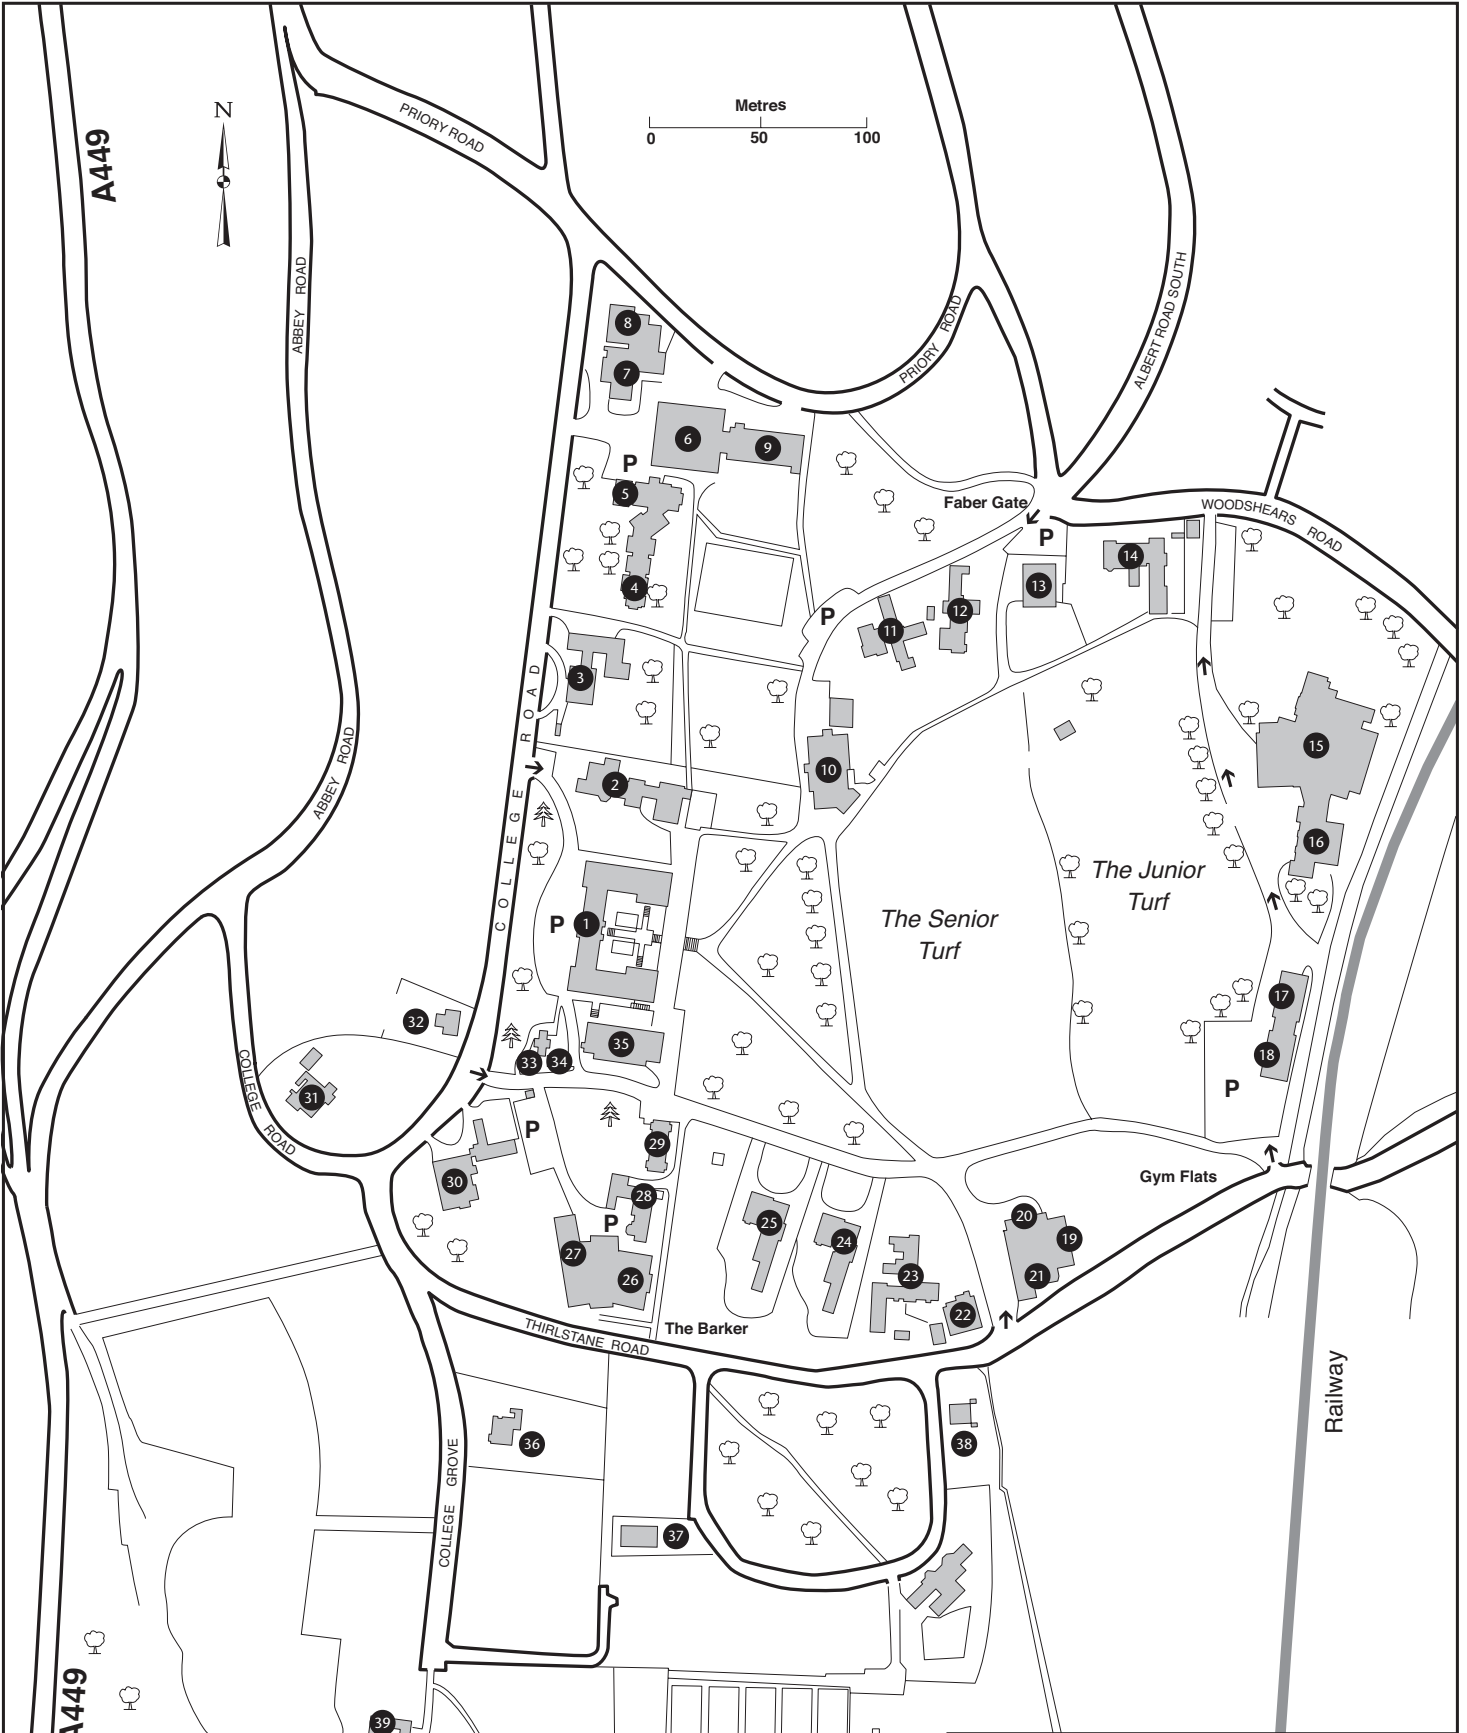 N
Metres
0 50 100
A449
PRIORY ROAD
ABBEY ROAD
PRIORY ROAD
ALBERT ROAD SOUTH
8
7
6
9
P
5
Faber Gate
WOODSHEARS ROAD
P
14
4
13
P
12
11
3
COLLEGE ROAD
ABBEY ROAD
15
10
2
16
The Junior
Turf
The Senior
Turf
P
1
17
32
35
33
34
18
P
31
COLLEGE ROAD
P
29
Gym Flats
30
28
25
20
P
24
19
27
26
23
21
22
The Barker
THIRLSTANE ROAD
Railway
36
38
COLLEGE GROVE
37
A449
39